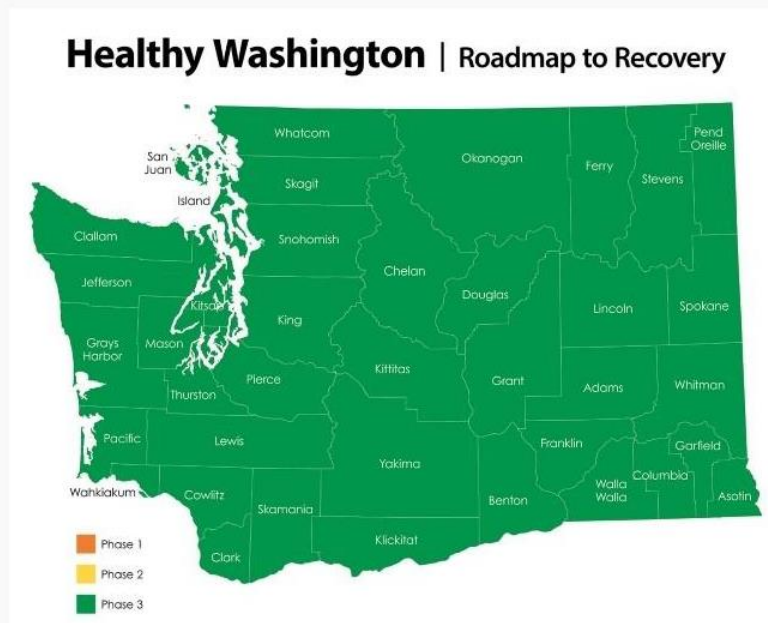 Healthy Washington | Roadmap to Recovery
Whatcom
San
Juan
Skagit
Island
Okanogan
Ferry
Stevens
Pend
Oreille
Clallam
Snohomish
Chelan
Jefferson
Kitsap
King
Douglas
Lincoln
Spokane
Grays
Harbor
Mason
Thurston
Pierce
Kittitas
Grant
Adams
Whitman
Pacific
Lewis
Yakima
Franklin
Garfield
Columbia
Walla
Walla
Asotin
Wahkiakum
Cowlitz
Skamania
Benton
Klickitat
Clark
Phase 1
Phase 2
Phase 3